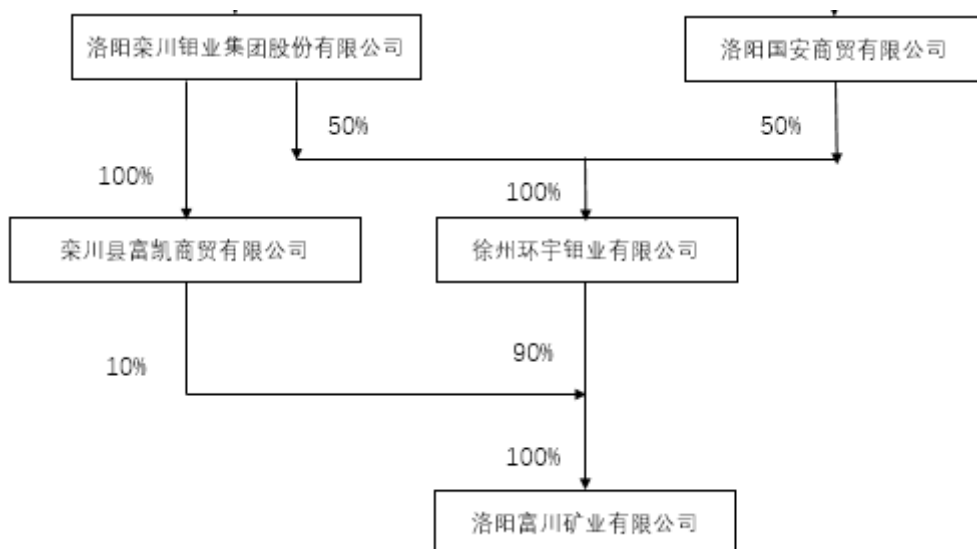 洛阳栾川钼业集团股份有限公司
洛阳国安商贸有限公司
50%
50%
100%
100%
栾川县富凯商贸有限公司
徐州环宇钼业有限公司
10%
90%
100%
洛阳富川矿业有限公司